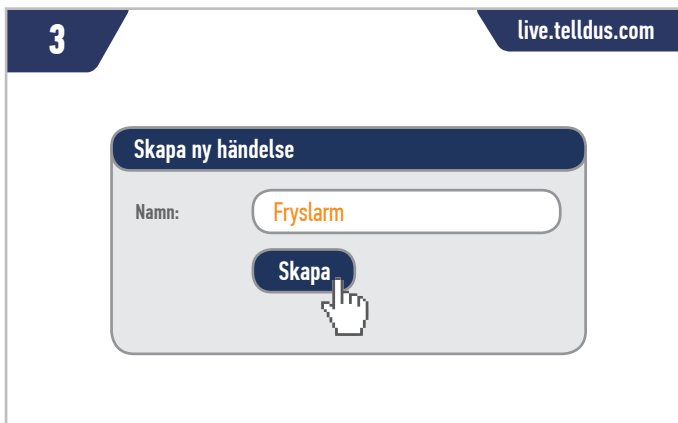 3
live.telldus.com
Skapa ny händelse
Namn: Fryslarm
Skapa